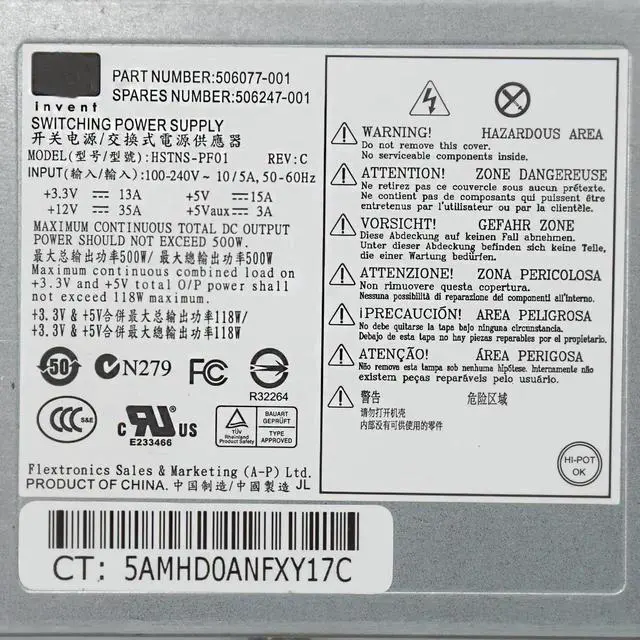 invent
PART NUMBER:506077-001
SPARES NUMBER:506247-001
SWITCHING POWER SUPPLY
开关电源/交換式電源供應器
MODEL(型号/型號):HSTNS-PF01 REV:C
INPUT(输入/輸入):100-240V~ 10/5A,50-60Hz
+3.3V 13A +5V 15A
+12V 35A +5Vaux 3A
MAXIMUM CONTINUOUS TOTAL DC OUTPUT
POWER SHOULD NOT EXCEED 500W.
最大总输出功率500W/ 最大總輸出功率500W
Maximum continuous combined load on
+3.3V and +5V total O/P power shall
not exceed 118W maximum.
+3.3V & +5V合并最大总输出功率118W/
+3.3V & +5V合併最大總輸出功率118W
50 N279 FC
R32264
CCC S&E
c RU US
E233466
TÜV
Rheinland
Product Safety
BAUART
GEPRÜFT
TYPE
APPROVED
Flextronics Sales & Marketing (A-P) Ltd.
PRODUCT OF CHINA. 中国制造/中國製造 JL
WARNING! HAZARDOUS AREA
Do not remove this cover.
No serviceable components inside.
ATTENTION! ZONE DANGEREUSE
Ne retirez pas ce couvercle sous aucun prétexte.
Ne contient pas de composants qui puissent être
entretenus par l'utilisateur ou par la clientèle.
VORSICHT! GEFAHR ZONE
Diese Abdeckung auf keinen Fall abnehmen.
Unter dieser Abdeckung befinden sich keine Teile,
die einer Wartung bedürfen.
ATTENZIONE! ZONA PERICOLOSA
Non rimuovere questa copertura.
Nessuna possibilità di reparazione del componenti all'interno.
¡PRECAUCIÓN! AREA PELIGROSA
No debe quitarse la tapa bajo ninguna circunstancia.
Debajo de esta tapa no hay piezas reparables por el propietario.
ATENÇÃO! ÁREA PERIGOSA
Não remova esta tampa sob nenhuma hipótese. Internamente não
existem peças reparáveis pelo usuário.
警告 危险区域
请勿打开机壳
内部没有可供用户使用的零件
HI-POT
OK
CT: 5AMHD0ANFXY17C